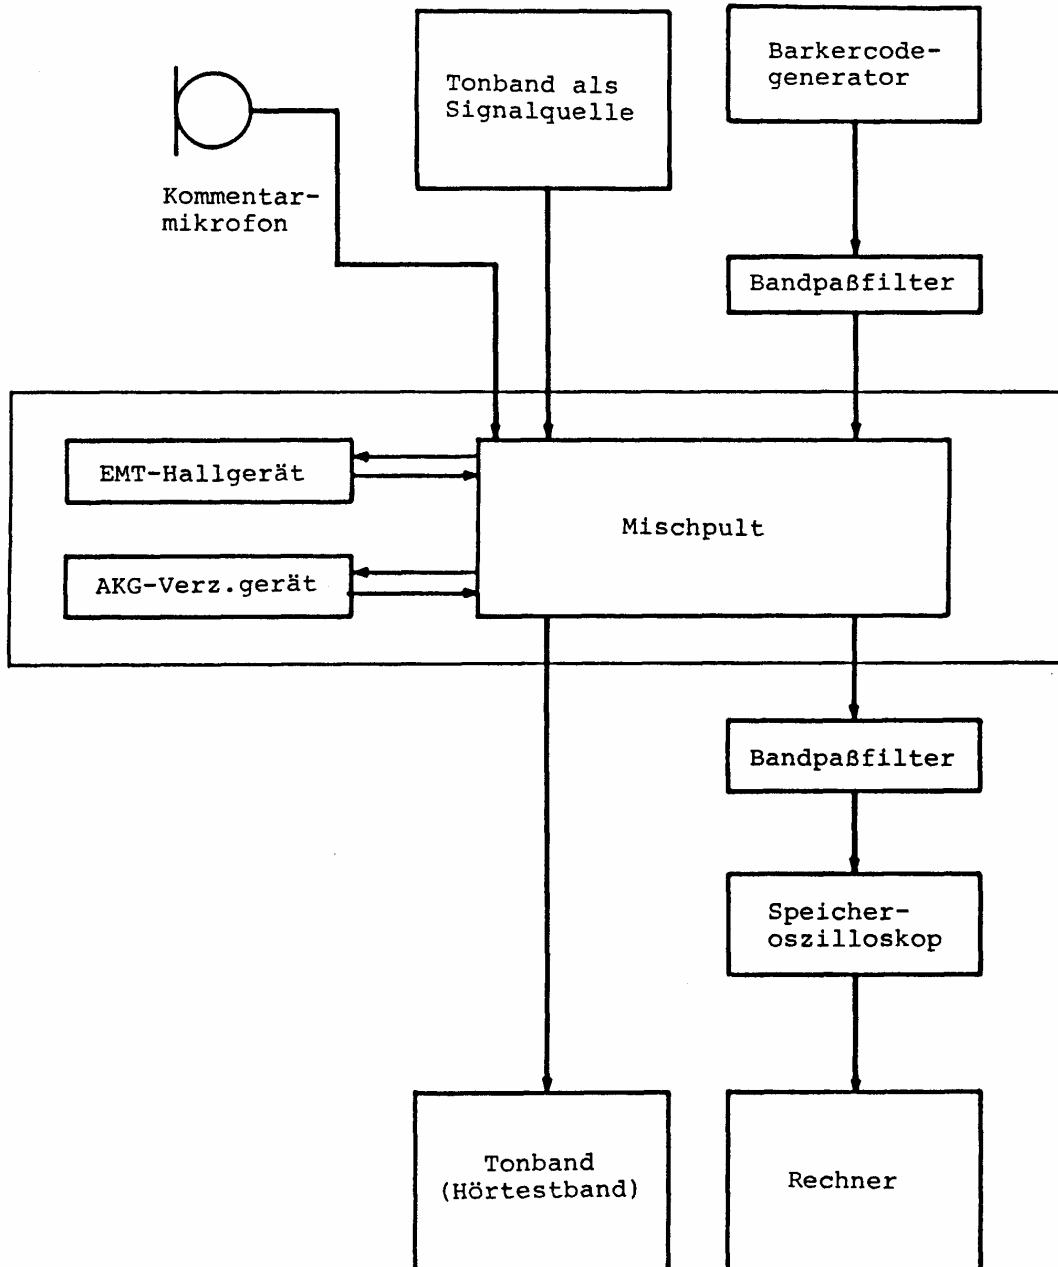 Tonband als
Signalquelle
Barkercode-
generator
Kommentar-
mikrofon
Bandpaßfilter
EMT-Hallgerät
Mischpult
AKG-Verz.gerät
Bandpaßfilter
Speicher-
oszilloskop
Tonband
(Hörtestband)
Rechner